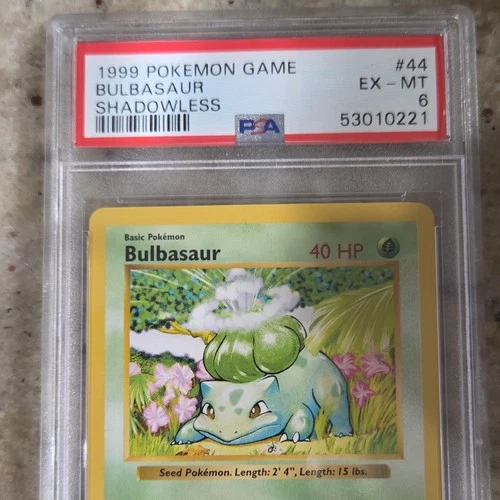 1999 POKEMON GAME #44
BULBASAUR EX - MT
SHADOWLESS 6
PSA 53010221
Basic Pokémon
Bulbasaur 40 HP
Seed Pokémon. Length: 2' 4", Length: 15 lbs.